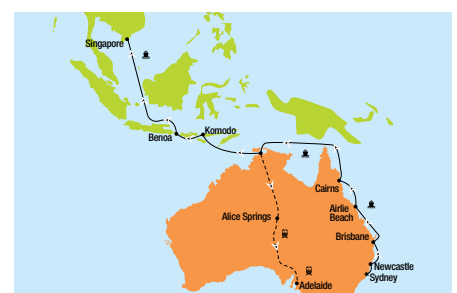 Singapore
Benoa
Komodo
Cairns
Alice Springs
Airlie
Beach
Brisbane
Newcastle
Sydney
Adelaide